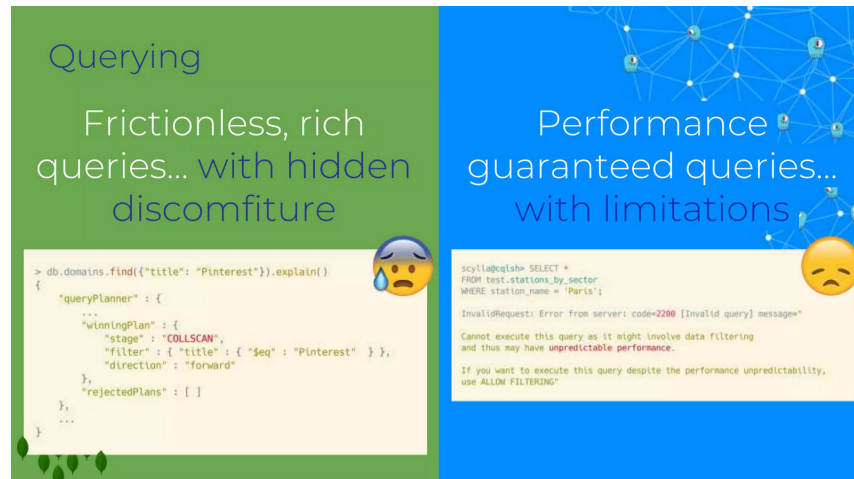 Querying
Frictionless, rich
queries... with hidden
discomfiture
> db.domains.find({"title": "Pinterest"}).explain()
{
"queryPlanner" : {
...
"winningPlan" : {
"stage" : "COLLSCAN",
"filter" : { "title" : { "$eq" : "Pinterest" } },
"direction" : "forward"
},
"rejectedPlans" : [ ]
},
...
}
Performance
guaranteed queries...
with limitations
scylla@cqlsh> SELECT *
FROM test.stations_by_sector
WHERE station_name = 'Paris';
InvalidRequest: Error from server: code=2200 [Invalid query] message="
Cannot execute this query as it might involve data filtering
and thus may have unpredictable performance.
If you want to execute this query despite the performance unpredictability,
use ALLOW FILTERING"